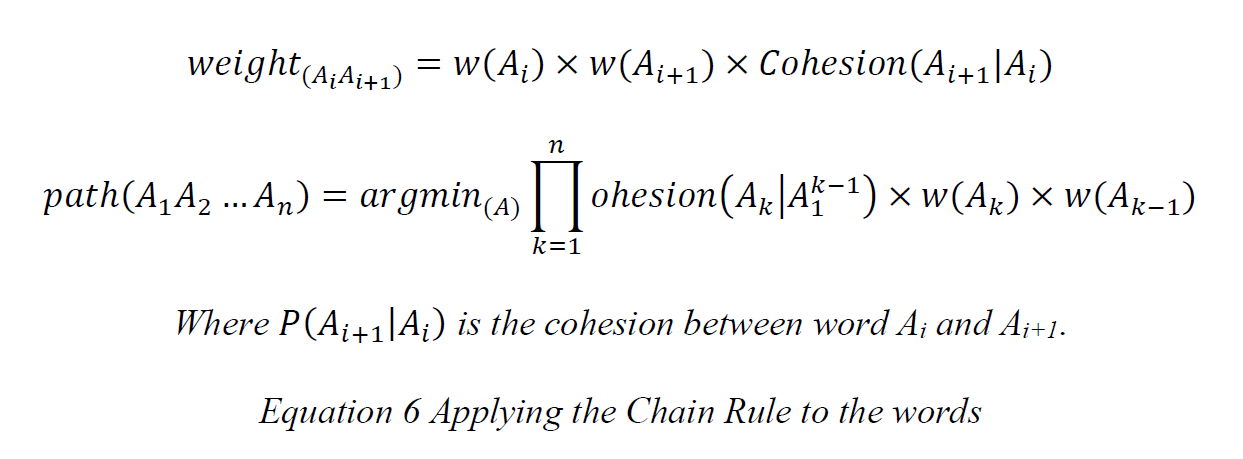 weight_(A_iA_{i+1}) = w(A_i) × w(A_{i+1}) × Cohesion(A_{i+1}|A_i)
path(A_1A_2 … A_n) = argmin_(A) ∏_{k=1}^{n} ohesion(A_k|A_1^{k−1}) × w(A_k) × w(A_{k−1})
Where P(A_{i+1}|A_i) is the cohesion between word A_i and A_{i+1}.
Equation 6 Applying the Chain Rule to the words